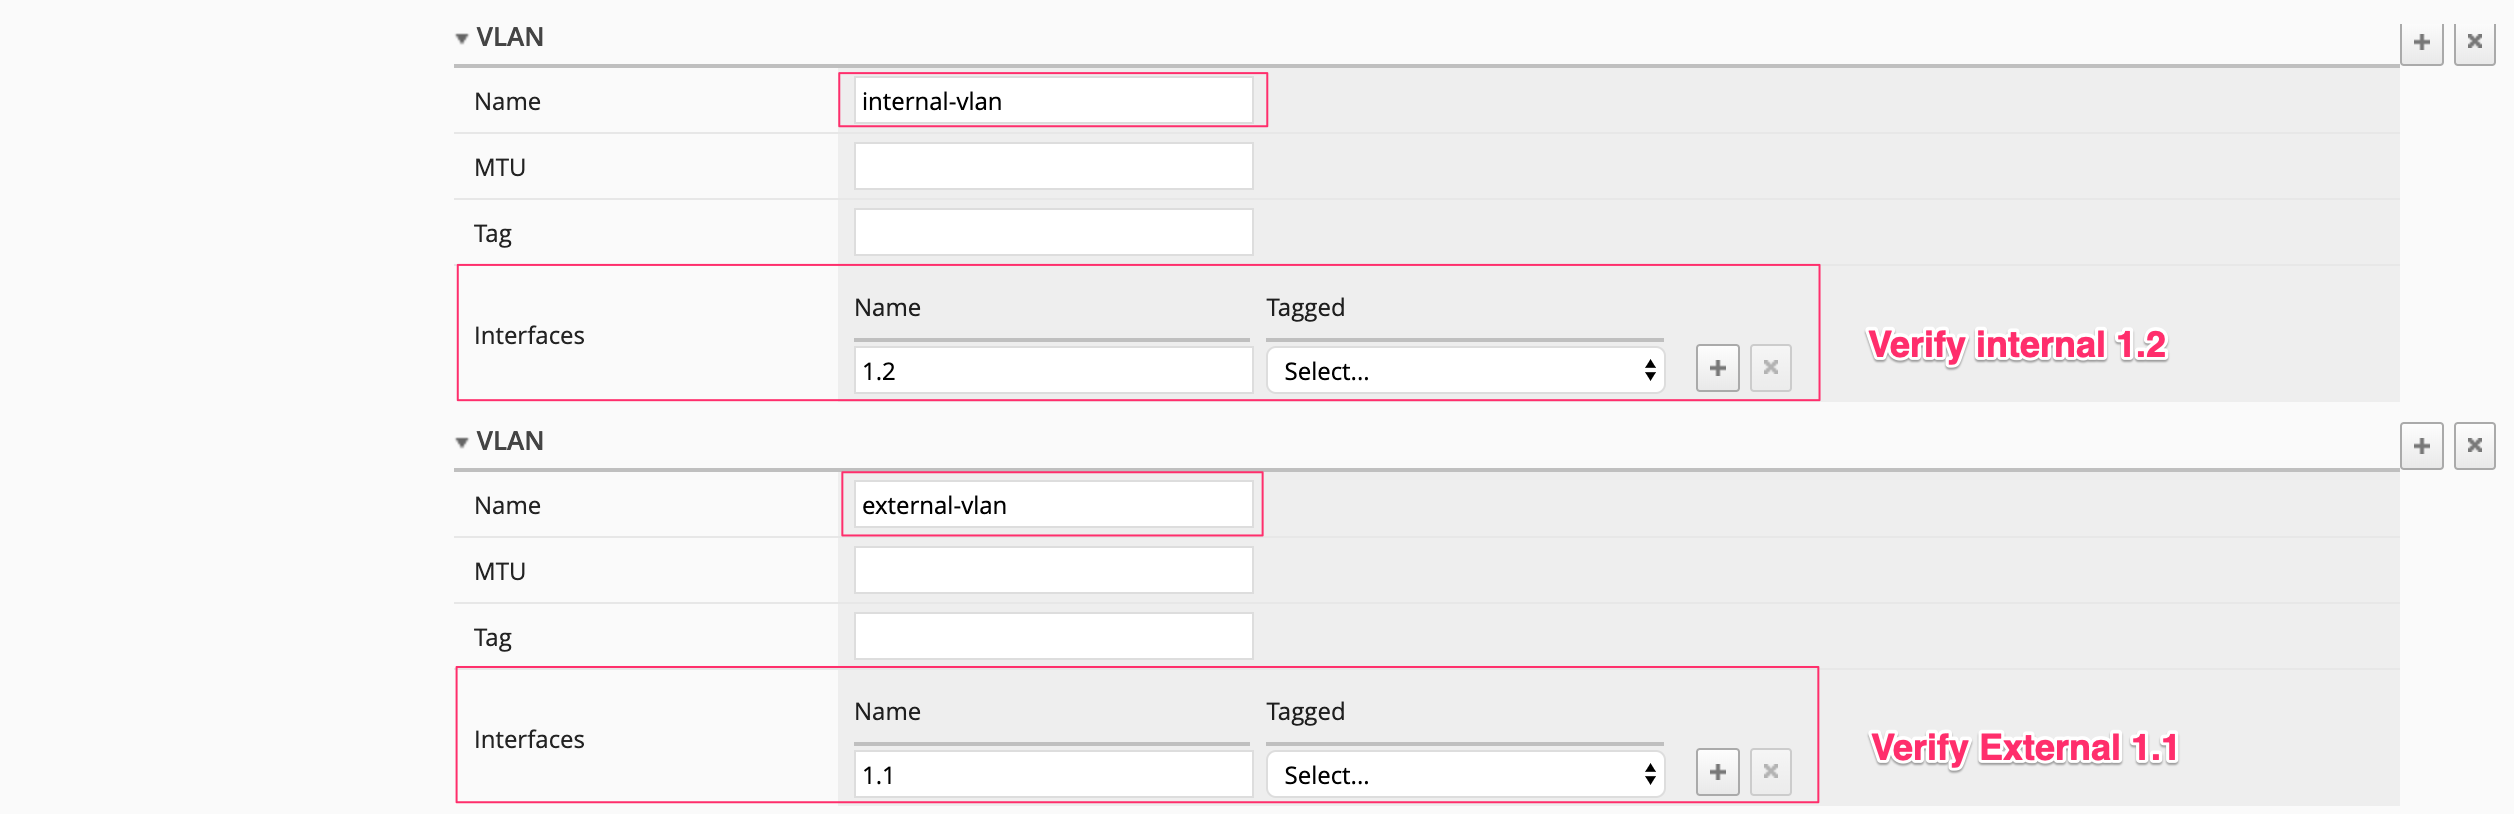 VLAN
Name
internal-vlan
MTU
Tag
Name Tagged
Interfaces
1.2 Select...
Verify internal 1.2
VLAN
Name
external-vlan
MTU
Tag
Name Tagged
Interfaces
1.1 Select...
Verify External 1.1